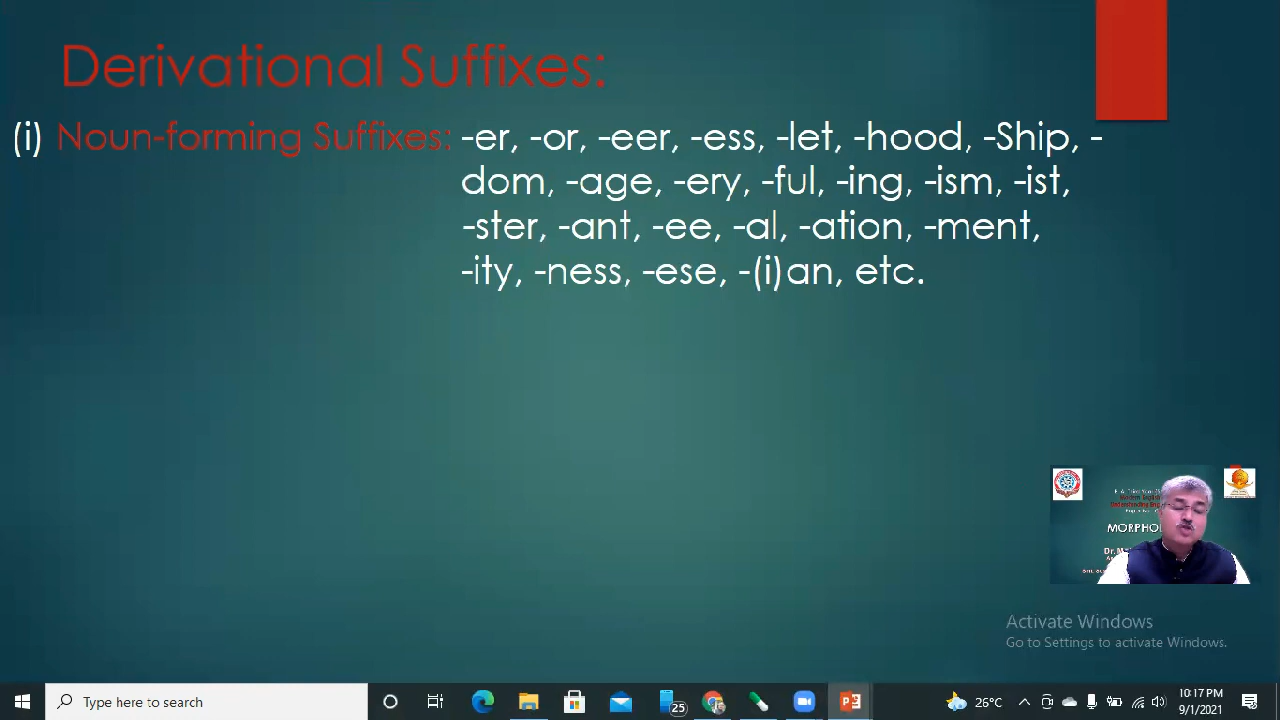 Derivational Suffixes:
(i) Noun-forming Suffixes: -er, -or, -eer, -ess, -let, -hood, -Ship, -
dom, -age, -ery, -ful, -ing, -ism, -ist,
-ster, -ant, -ee, -al, -ation, -ment,
-ity, -ness, -ese, -(i)an, etc.
MORPHO
Dr.
Activate Windows
Go to Settings to activate Windows.
Type here to search
25
26°C
10:17 PM
9/1/2021